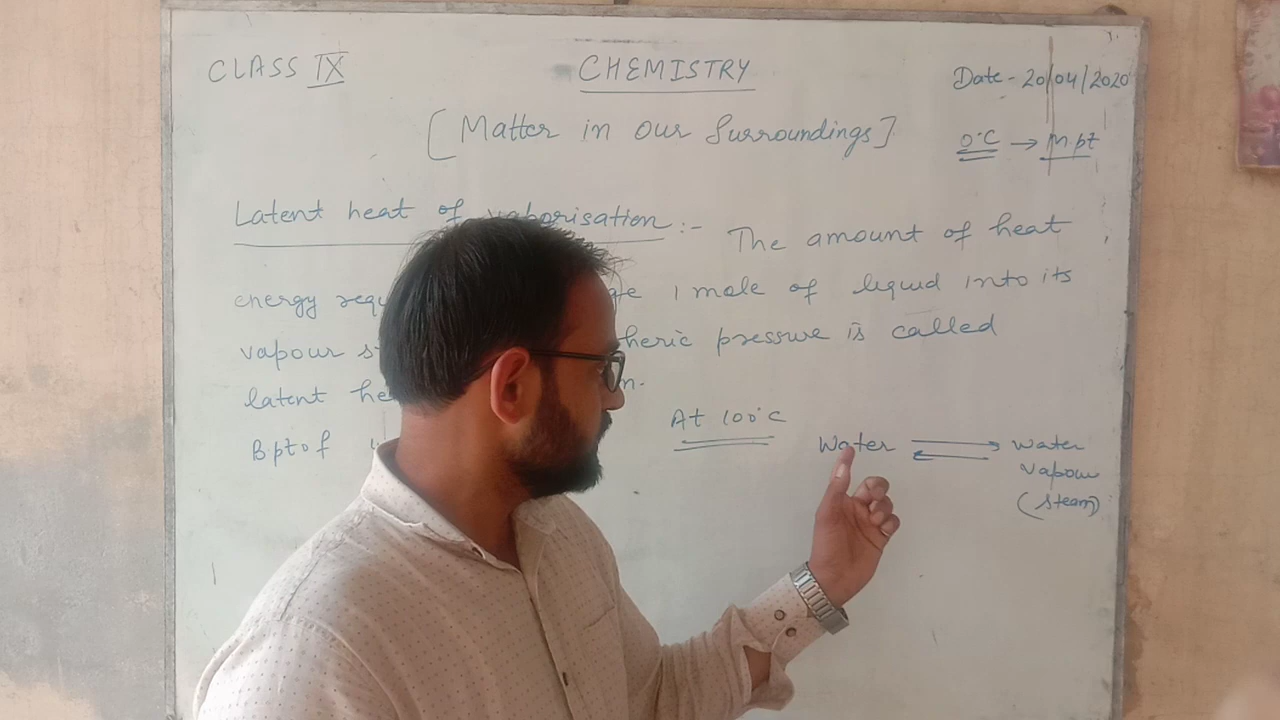 CLASS IX
CHEMISTRY
Date - 20/04/2020
[Matter in Our Surroundings]
0°C → M.pt
Latent heat of vaporisation :- The amount of heat
energy 1 mole of liquid into its
vapour pressure is called
latent
B.pt of
At 100°C
Water ⇌ water
vapour
(steam)